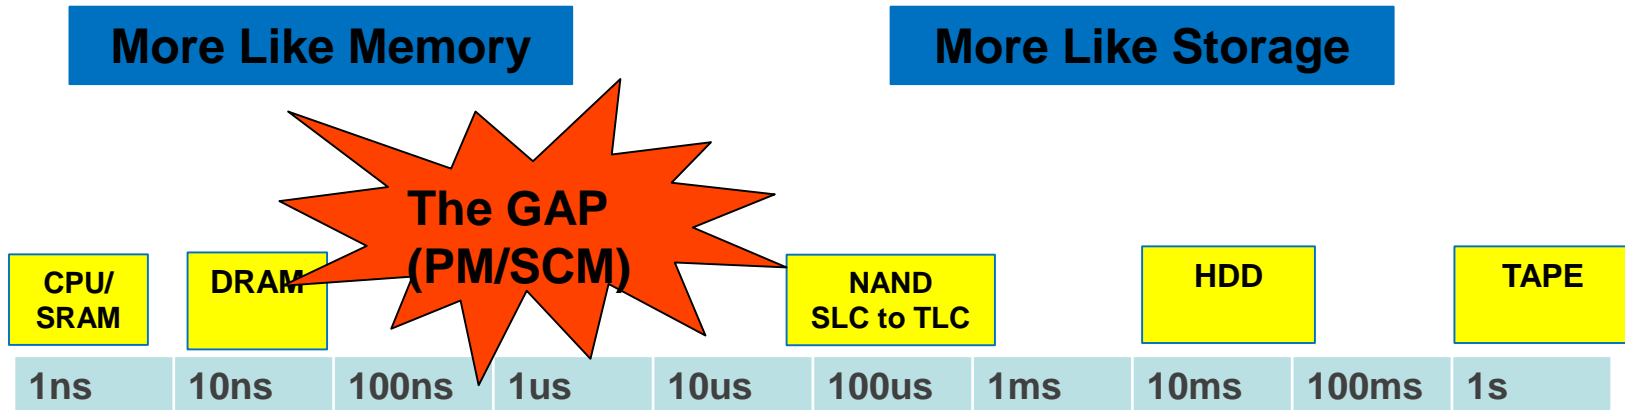 More Like Memory
More Like Storage
The GAP
(PM/SCM)
CPU/
SRAM
DRAM
NAND
SLC to TLC
HDD
TAPE
1ns
10ns
100ns
1us
10us
100us
1ms
10ms
100ms
1s